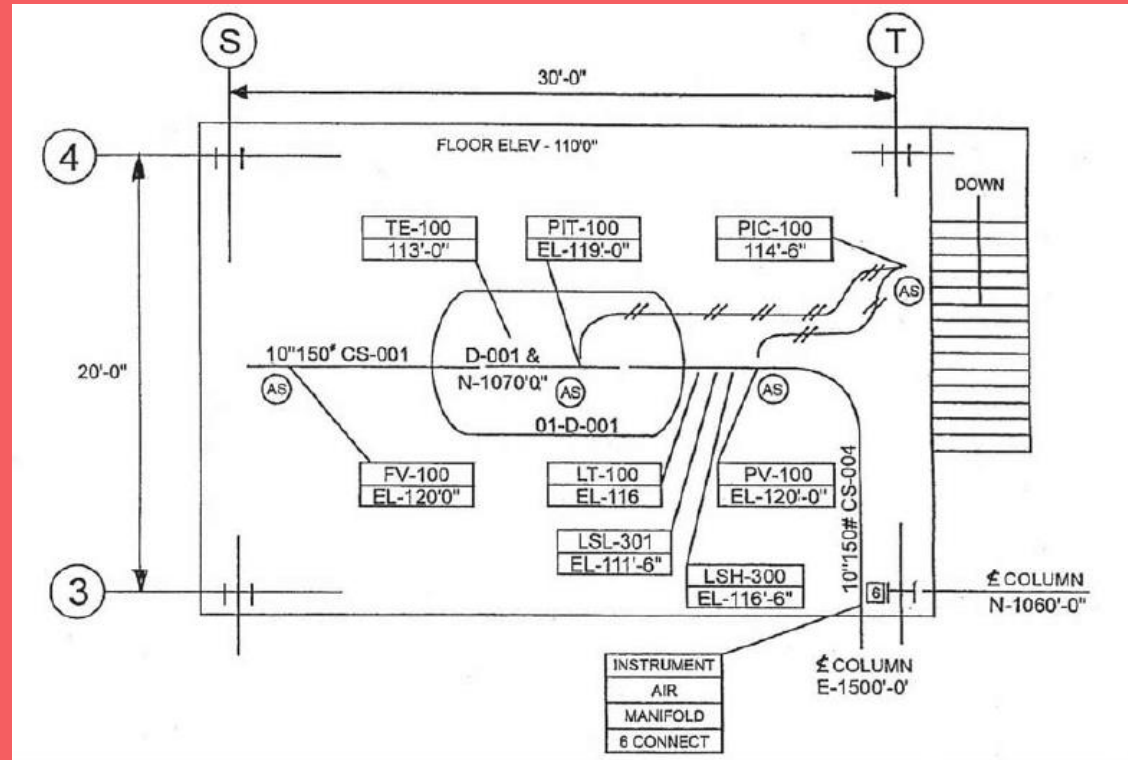 S
T
30'-0"
4
FLOOR ELEV - 110'0"
DOWN
TE-100
113'-0"
PIT-100
EL-119'-0"
PIC-100
114'-6"
AS
20'-0"
10"150# CS-001
D-001 &
N-1070'0"
AS
AS
AS
01-D-001
FV-100
EL-120'0"
LT-100
EL-116
PV-100
EL-120'-0"
10"150# CS-004
LSL-301
EL-111'-6"
LSH-300
EL-116'-6"
3
6
℄ COLUMN
N-1060'-0"
INSTRUMENT
AIR
MANIFOLD
6 CONNECT
℄ COLUMN
E-1500'-0'